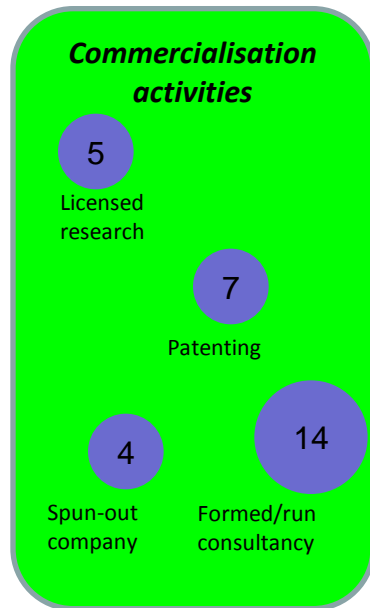 Commercialisation
activities
5
Licensed
research
7
Patenting
4
Spun-out
company
14
Formed/run
consultancy